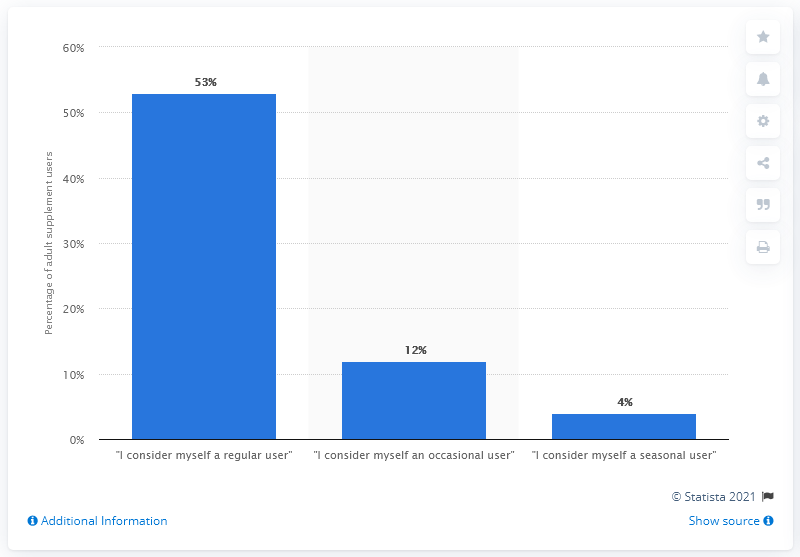 60%
53%
50%
40%
30%
20%
12%
10%
4%
0%
Percentage of adult supplement users
"I consider myself a regular user"
"I consider myself an occasional user"
"I consider myself a seasonal user"
© Statista 2021
Additional Information
Show source